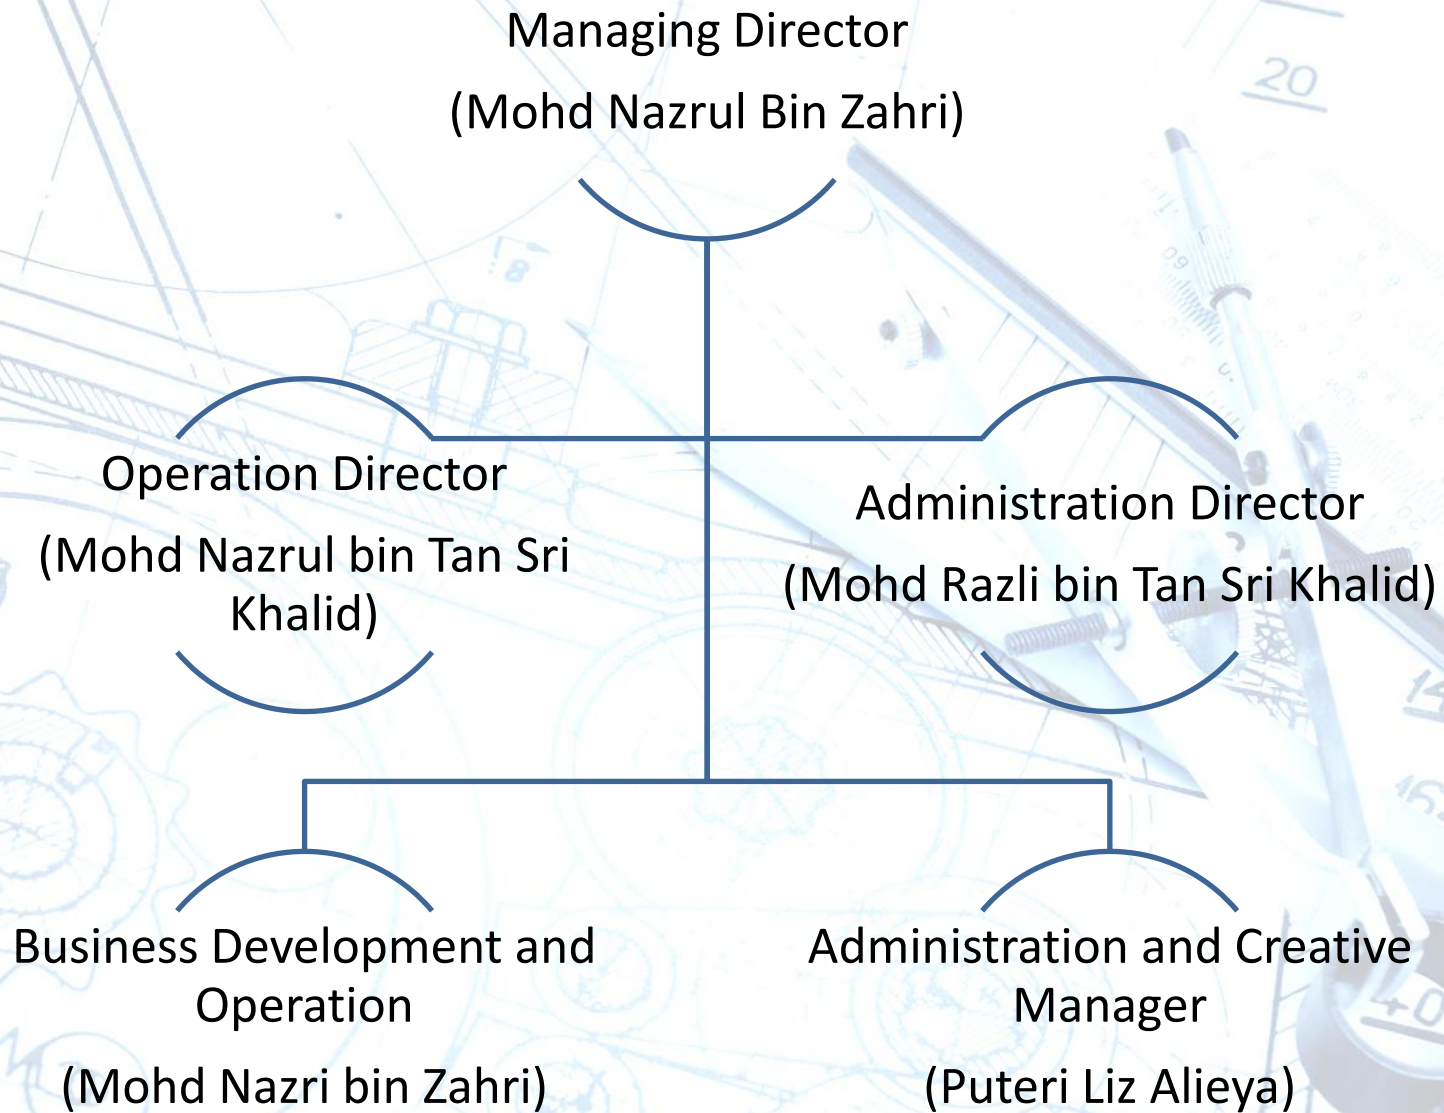 Managing Director
(Mohd Nazrul Bin Zahri)
20
Operation Director
(Mohd Nazrul bin Tan Sri
Khalid)
Administration Director
(Mohd Razli bin Tan Sri Khalid)
Business Development and
Operation
(Mohd Nazri bin Zahri)
Administration and Creative
Manager
(Puteri Liz Alieya)